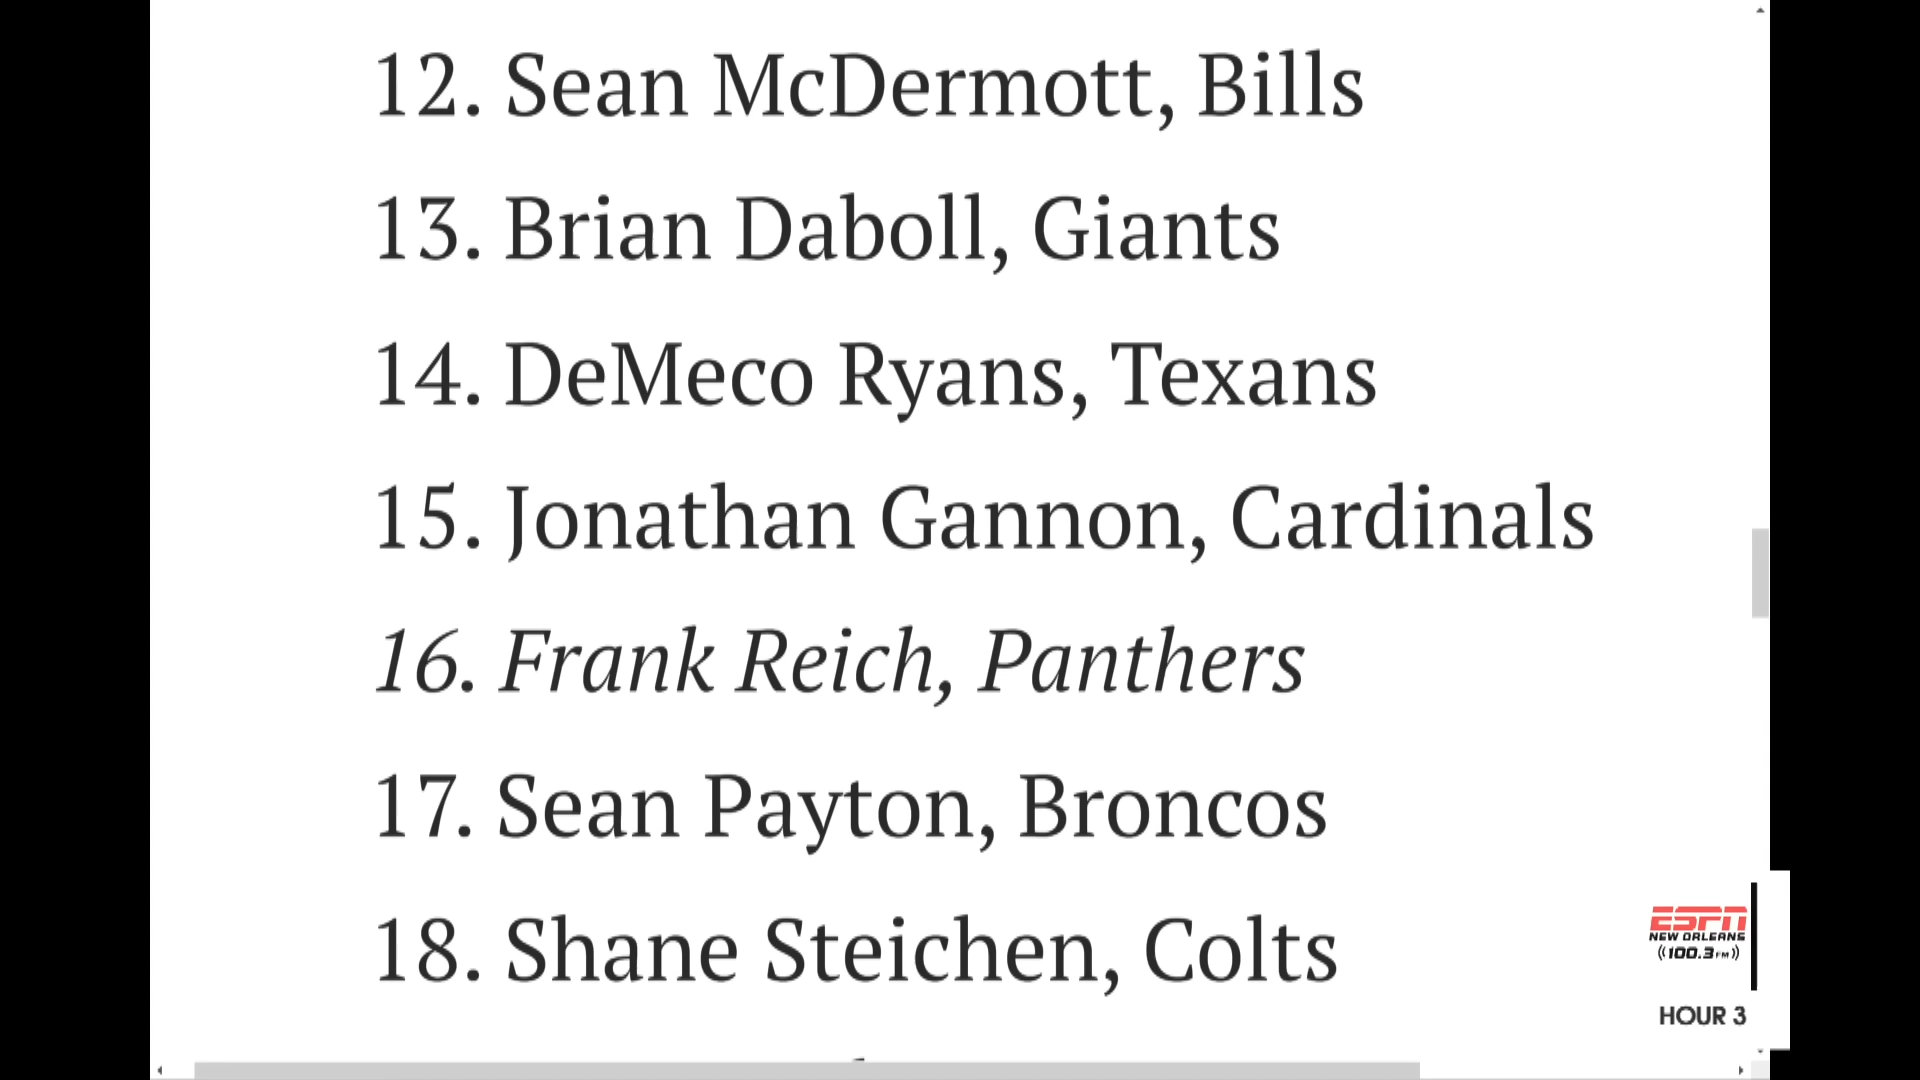 12. Sean McDermott, Bills
13. Brian Daboll, Giants
14. DeMeco Ryans, Texans
15. Jonathan Gannon, Cardinals
16. Frank Reich, Panthers
17. Sean Payton, Broncos
18. Shane Steichen, Colts
ESPN
NEW ORLEANS
((100.3 FM))
HOUR 3